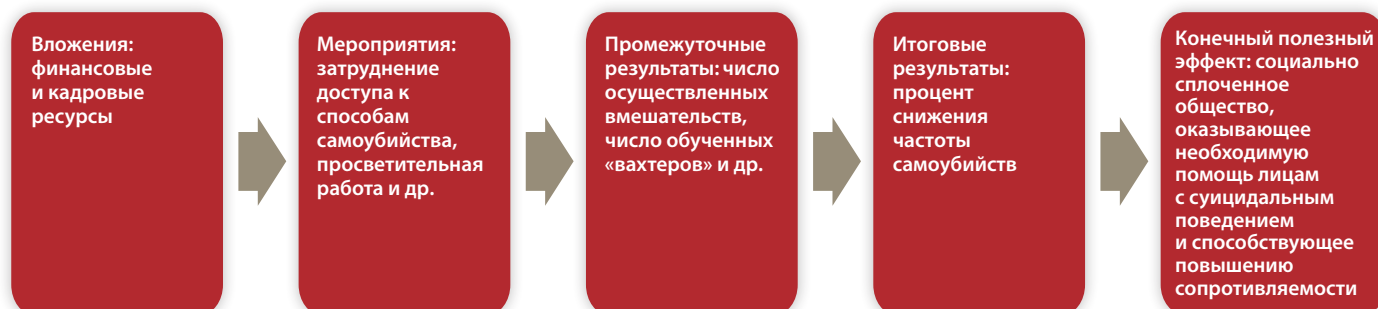 Вложения:
финансовые
и кадровые
ресурсы
Мероприятия:
затруднение
доступа к
способам
самоубийства,
просветительная
работа и др.
Промежуточные
результаты: число
осуществленных
вмешательств,
число обученных
«вахтеров» и др.
Итоговые
результаты:
процент
снижения
частоты
самоубийств
Конечный полезный
эффект: социально
сплоченное
общество,
оказывающее
необходимую
помощь лицам
с суицидальным
поведением
и способствующее
повышению
сопротивляемости